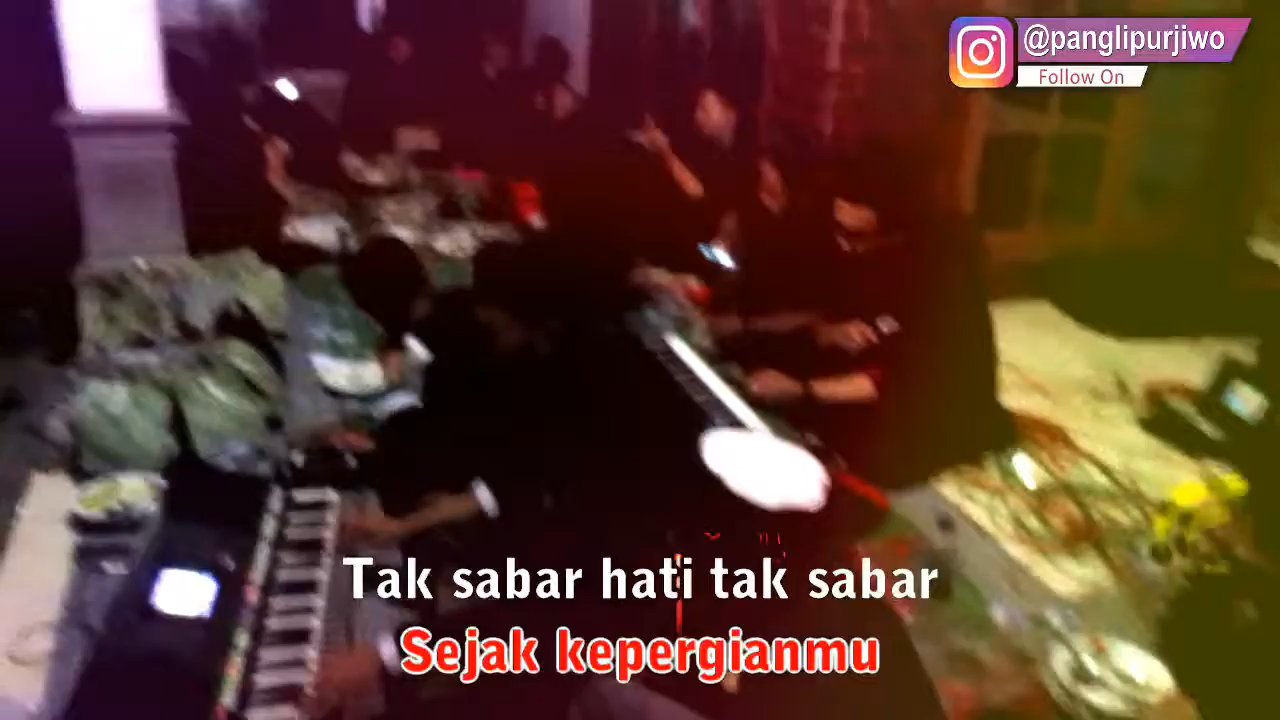 @panglipurjiwo
Follow On
Tak sabar hati tak sabar
Sejak kepergianmu